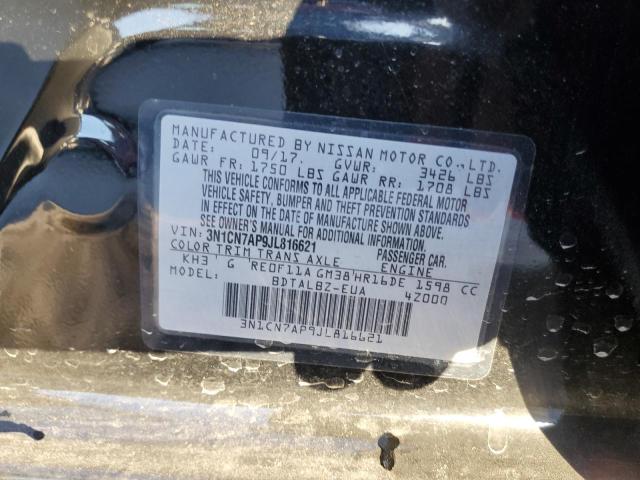 MANUFACTURED BY NISSAN MOTOR CO., LTD.
DATE: 09/17. GVWR: 3426 LBS
GAWR FR: 1750 LBS GAWR RR: 1708 LBS
THIS VEHICLE CONFORMS TO ALL APPLICABLE FEDERAL MOTOR
VEHICLE SAFETY, BUMPER AND THEFT PREVENTION STANDARDS
IN EFFECT ON THE DATE OF MANUFACTURE SHOWN ABOVE.
SEE OWNER'S MANUAL FOR ADDITIONAL INFORMATION.
VIN: 3N1CN7AP9JL816621 PASSENGER CAR.
COLOR TRIM TRANS AXLE ENGINE
KH3 G RE0F11A GM38 HR16DE 1598 CC
MODEL: BDTALBZ-EUA 4Z000
3N1CN7AP9JL816621